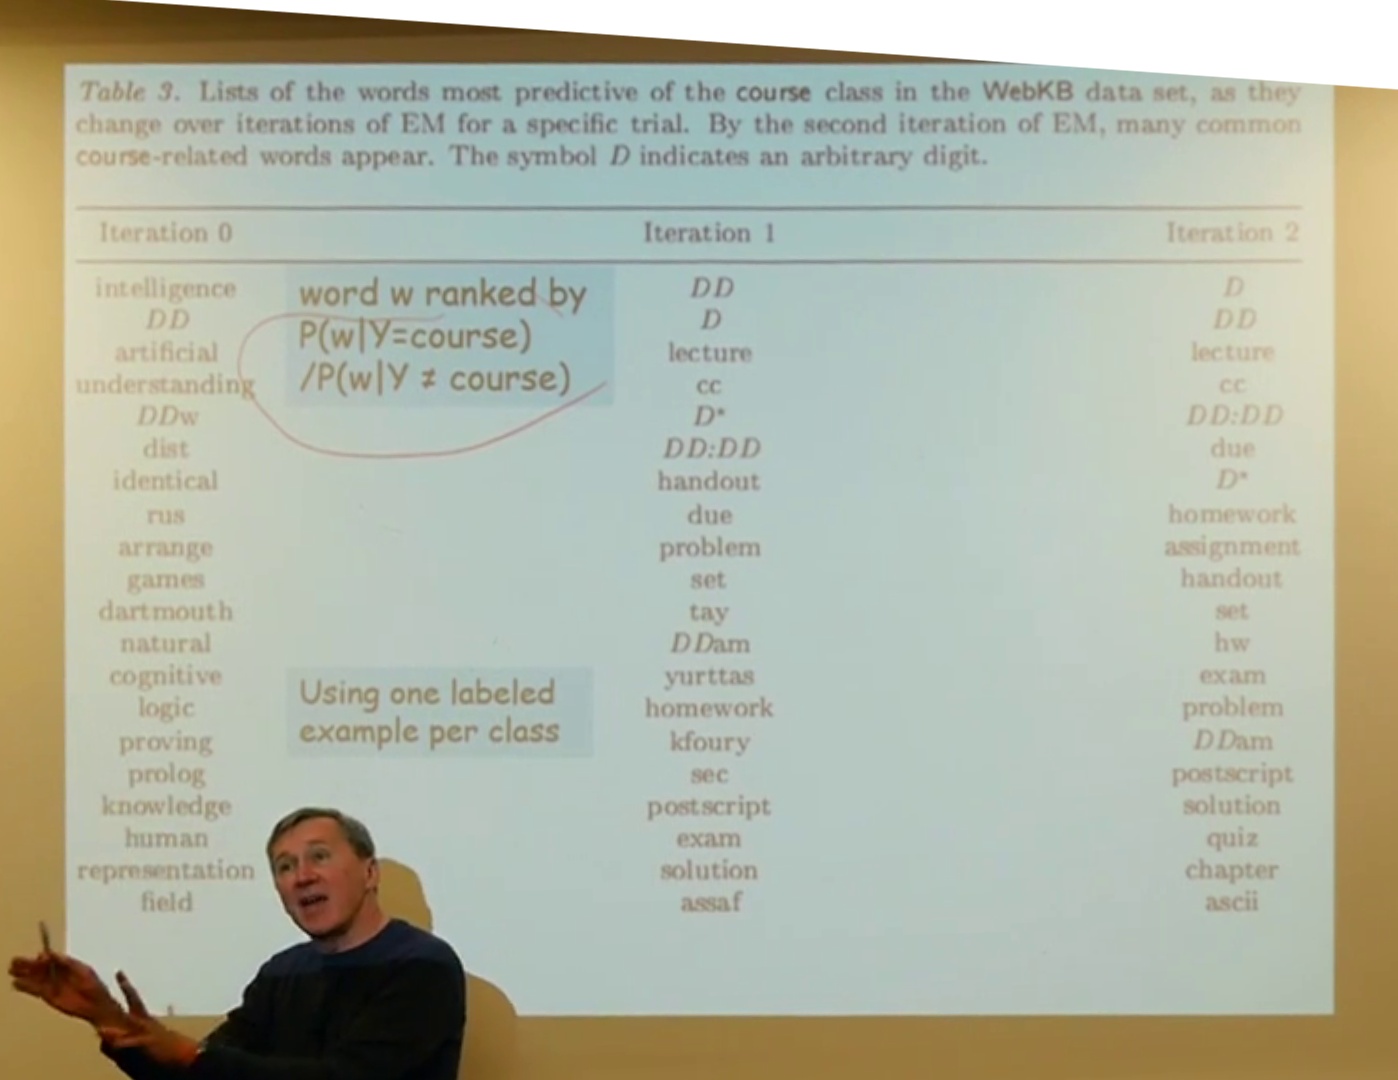 Table 3. Lists of the words most predictive of the course class in the WebKB data set, as they
change over iterations of EM for a specific trial. By the second iteration of EM, many common
course-related words appear. The symbol D indicates an arbitrary digit.
Iteration 0 Iteration 1 Iteration 2
intelligence DD D
DD D DD
artificial lecture lecture
understanding cc cc
DDw D* DD:DD
dist DD:DD due
identical handout D*
rus due homework
arrange problem assignment
games set handout
dartmouth tay set
natural DDam hw
cognitive yurttas exam
logic homework problem
proving kfoury DDam
prolog sec postscript
knowledge postscript solution
human exam quiz
representation solution chapter
field assaf ascii
word w ranked by
P(w|Y=course)
/P(w|Y ≠ course)
Using one labeled
example per class